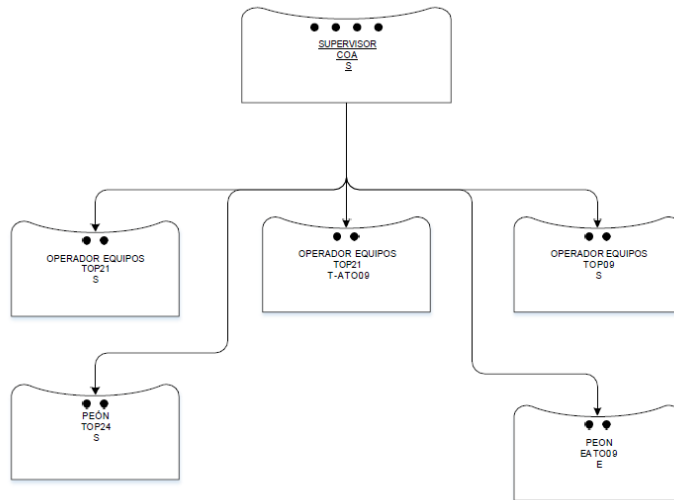 SUPERVISOR
COA
S
OPERADOR EQUIPOS
TOP21
S
OPERADOR EQUIPOS
TOP21
T-ATO09
OPERADOR EQUIPOS
TOP09
S
PEÓN
TOP24
S
PEON
EATO09
E